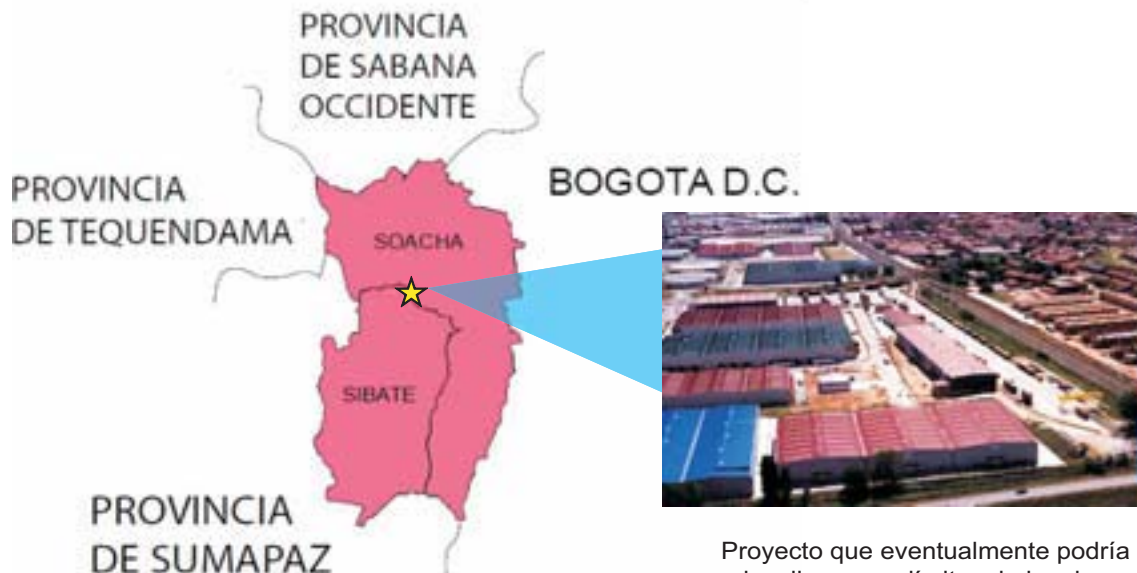 PROVINCIA
DE SABANA
OCCIDENTE
PROVINCIA
DE TEQUENDAMA
BOGOTA D.C.
SOACHA
SIBATE
PROVINCIA
DE SUMAPAZ
Proyecto que eventualmente podría